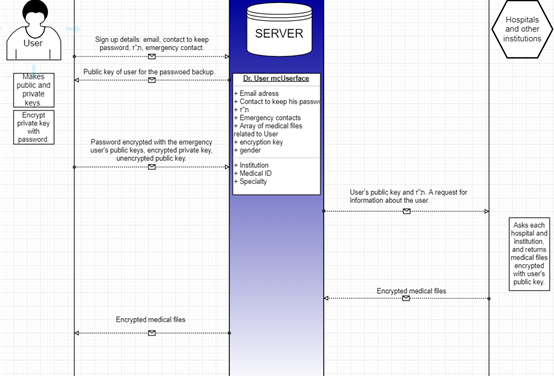 User
SERVER
Hospitals
and other
institutions
Sign up details: email, contact to keep
password, r"n, emergency contact.
Public key of user for the passwoed backup.
Makes
public and
private
keys.
Encrypt
private key
with
password.
Dr. User mcUserface
+ Email adress
+ Contact to keep his passwo
+ r"n
+ Emergency contacts
+ Array of medical files
related to User
+ encryption key
+ gender
+ Institution
+ Medical ID
+ Specialty
Password encrypted with the emergency
user's public keys, encrypted private key,
unencrypted public key.
User's public key and r"n. A request for
information about the user.
Asks each
hospital and
institution,
and returns
medical files
encrypted
with user's
public key.
Encrypted medical files
Encrypted medical files